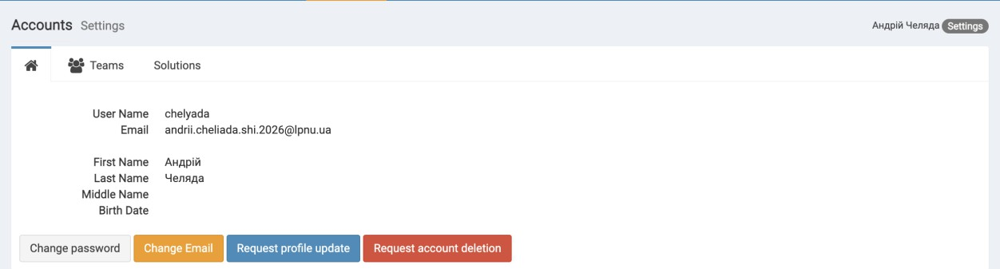 Accounts Settings
Андрій Челяда Settings
Teams Solutions
User Name chelyada
Email andrii.cheliada.shi.2026@lpnu.ua
First Name Андрій
Last Name Челяда
Middle Name
Birth Date
Change password Change Email Request profile update Request account deletion